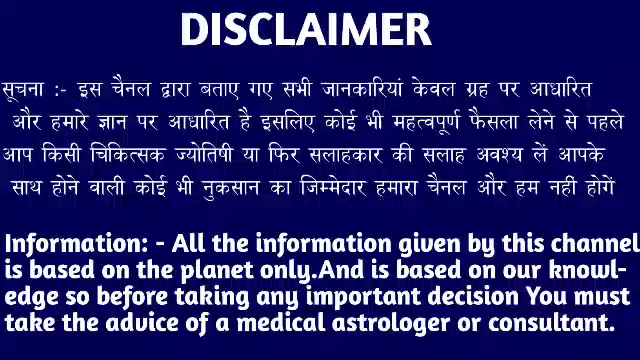 DISCLAIMER
सूचना :- इस चैनल द्वारा बताए गए सभी जानकारियां केवल ग्रह पर आधारित
और हमारे ज्ञान पर आधारित है इसलिए कोई भी महत्वपूर्ण फैसला लेने से पहले
आप किसी चिकित्सक ज्योतिषी या फिर सलाहकार की सलाह अवश्य लें आपके
साथ होने वाली कोई भी नुकसान का जिम्मेदार हमारा चैनल और हम नही होगें
Information: - All the information given by this channel
is based on the planet only.And is based on our knowl-
edge so before taking any important decision You must
take the advice of a medical astrologer or consultant.